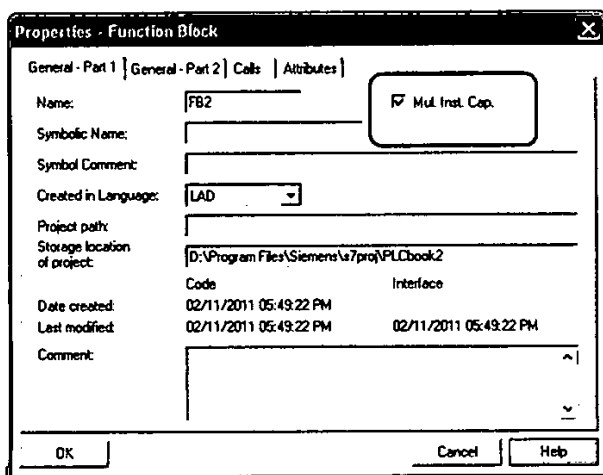 Properties - Function Block
General - Part 1 General - Part 2 Calls Attributes
Name: FB2 Mul. Inst. Cap.
Symbolic Name:
Symbol Comment:
Created in Language: LAD
Project path:
Storage location
of project: D:\Program Files\Siemens\s7proj\PLCbook2
Code Interface
Date created: 02/11/2011 05:49:22 PM
Last modified: 02/11/2011 05:49:22 PM 02/11/2011 05:49:22 PM
Comment:
OK Cancel Help